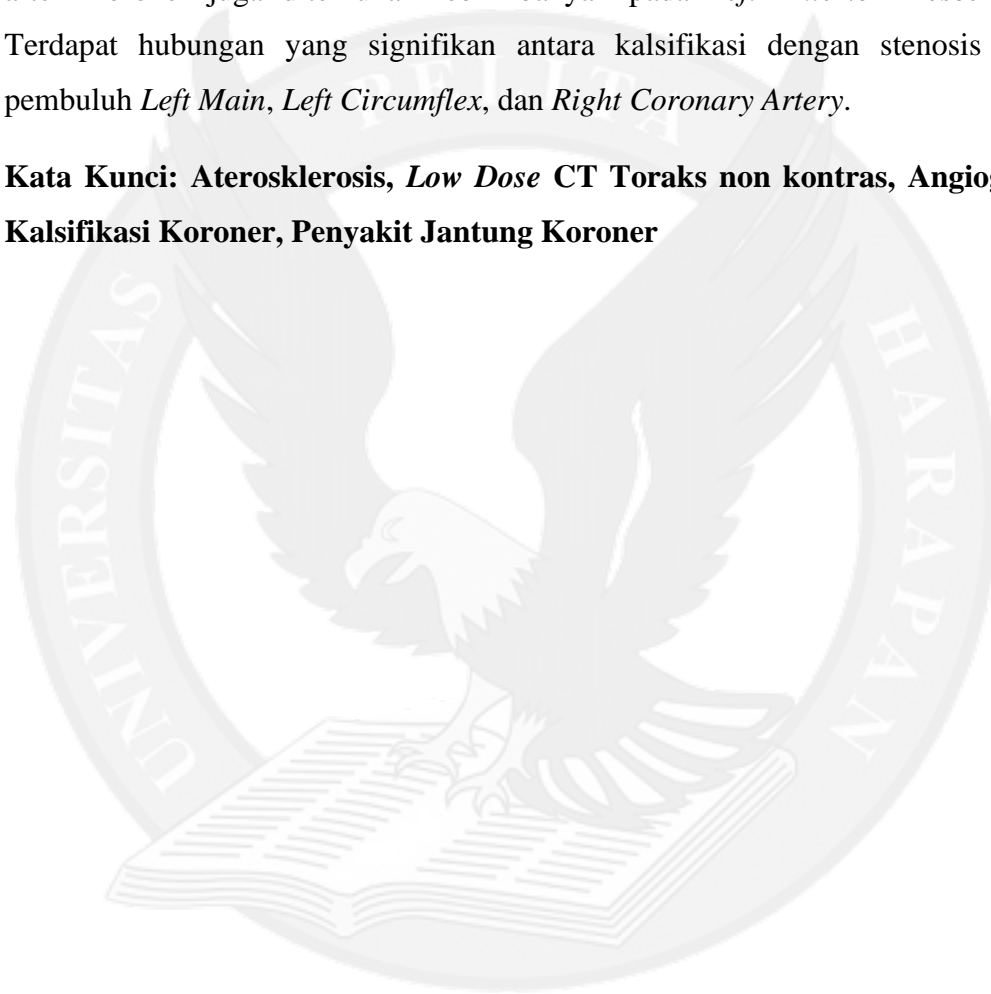 Terdapat hubungan yang signifikan antara kalsifikasi dengan stenosis
pembuluh Left Main, Left Circumflex, dan Right Coronary Artery.
Kata Kunci: Aterosklerosis, Low Dose CT Toraks non kontras,
Kalsifikasi Koroner, Penyakit Jantung Koroner
UNIVERSITAS PELITA HARAPAN